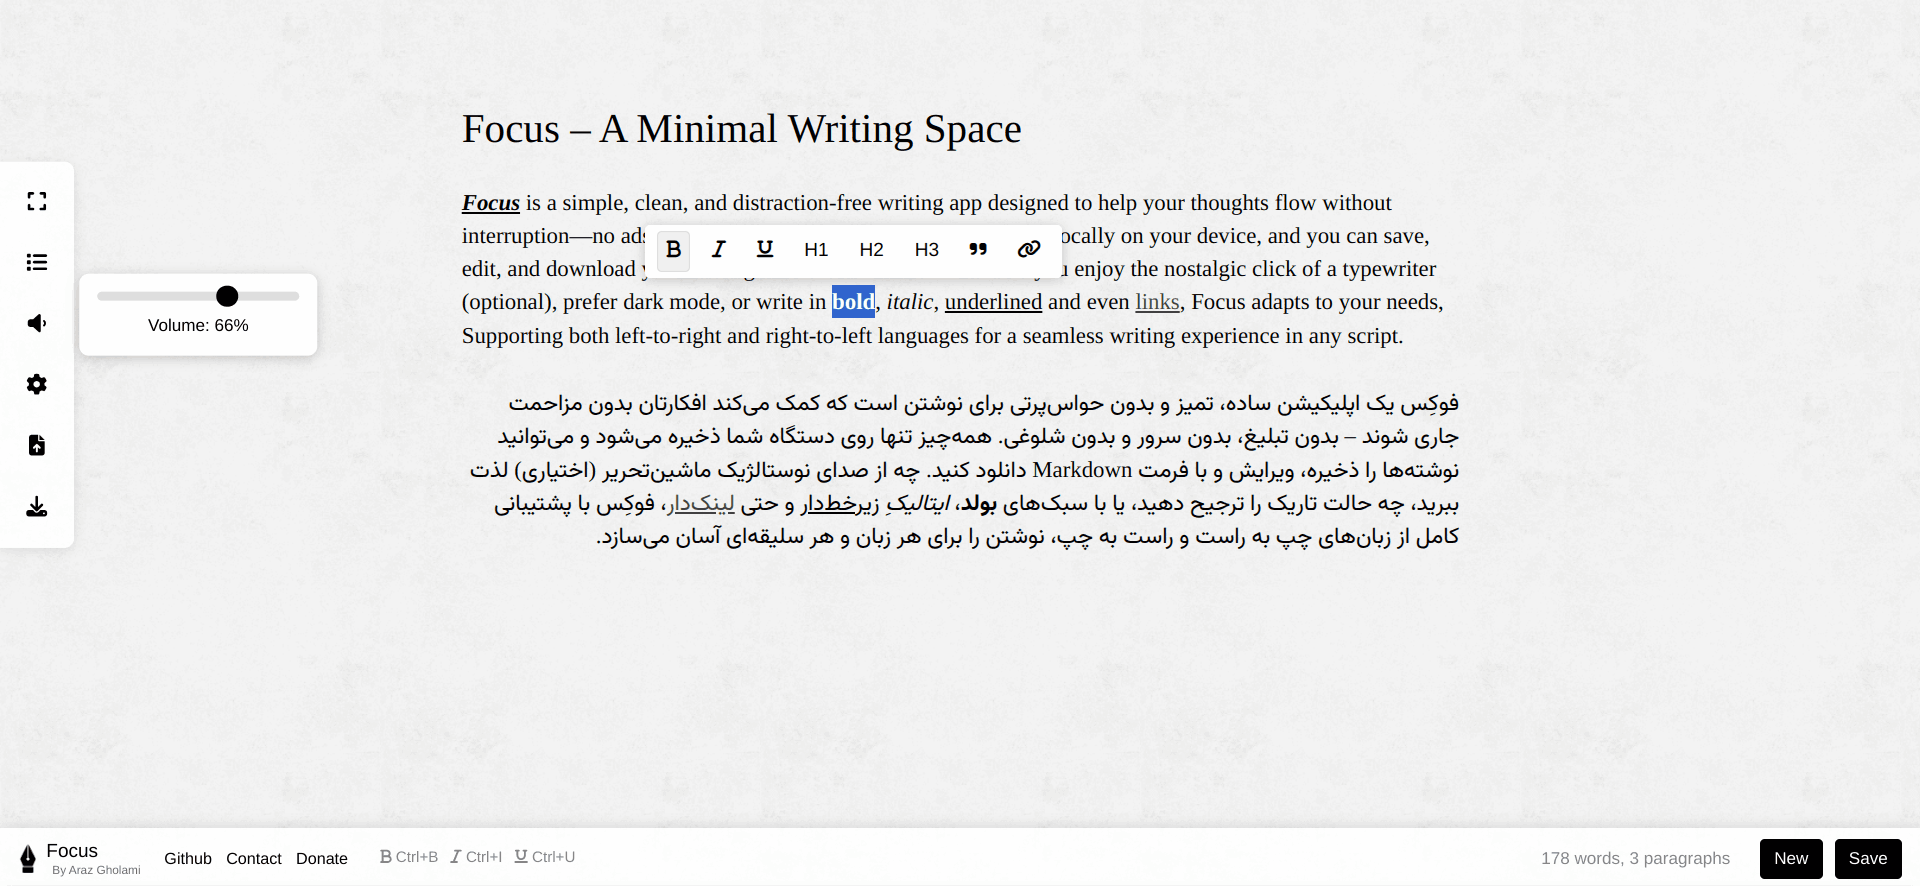 Focus – A Minimal Writing Space
Focus is a simple, clean, and distraction-free writing app designed to help your thoughts flow without
interruption—no ads
B I U H1 H2 H3
ocally on your device, and you can save,
edit, and download
enjoy the nostalgic click of a typewriter
(optional), prefer dark mode, or write in bold, italic, underlined and even links, Focus adapts to your needs,
Supporting both left-to-right and right-to-left languages for a seamless writing experience in any script.
Volume: 66%
فوکِس یک اپلیکیشن ساده، تمیز و بدون حواس‌پرتی برای نوشتن است که کمک می‌کند افکارتان بدون مزاحمت
جاری شوند – بدون تبلیغ، بدون سرور و بدون شلوغی. همه‌چیز تنها روی دستگاه شما ذخیره می‌شود و می‌توانید
نوشته‌ها را ذخیره، ویرایش و با فرمت Markdown دانلود کنید. چه از صدای نوستالژیک ماشین‌تحریر (اختیاری) لذت
ببرید، چه حالت تاریک را ترجیح دهید، یا با سبک‌های بولد، ایتالیکِ زیرخط‌دار و حتی لینک‌دار، فوکِس با پشتیبانی
کامل از زبان‌های چپ به راست و راست به چپ، نوشتن را برای هر زبان و هر سلیقه‌ای آسان می‌سازد.
Focus
By Araz Gholami
Github Contact Donate
B Ctrl+B I Ctrl+I U Ctrl+U
178 words, 3 paragraphs
New
Save